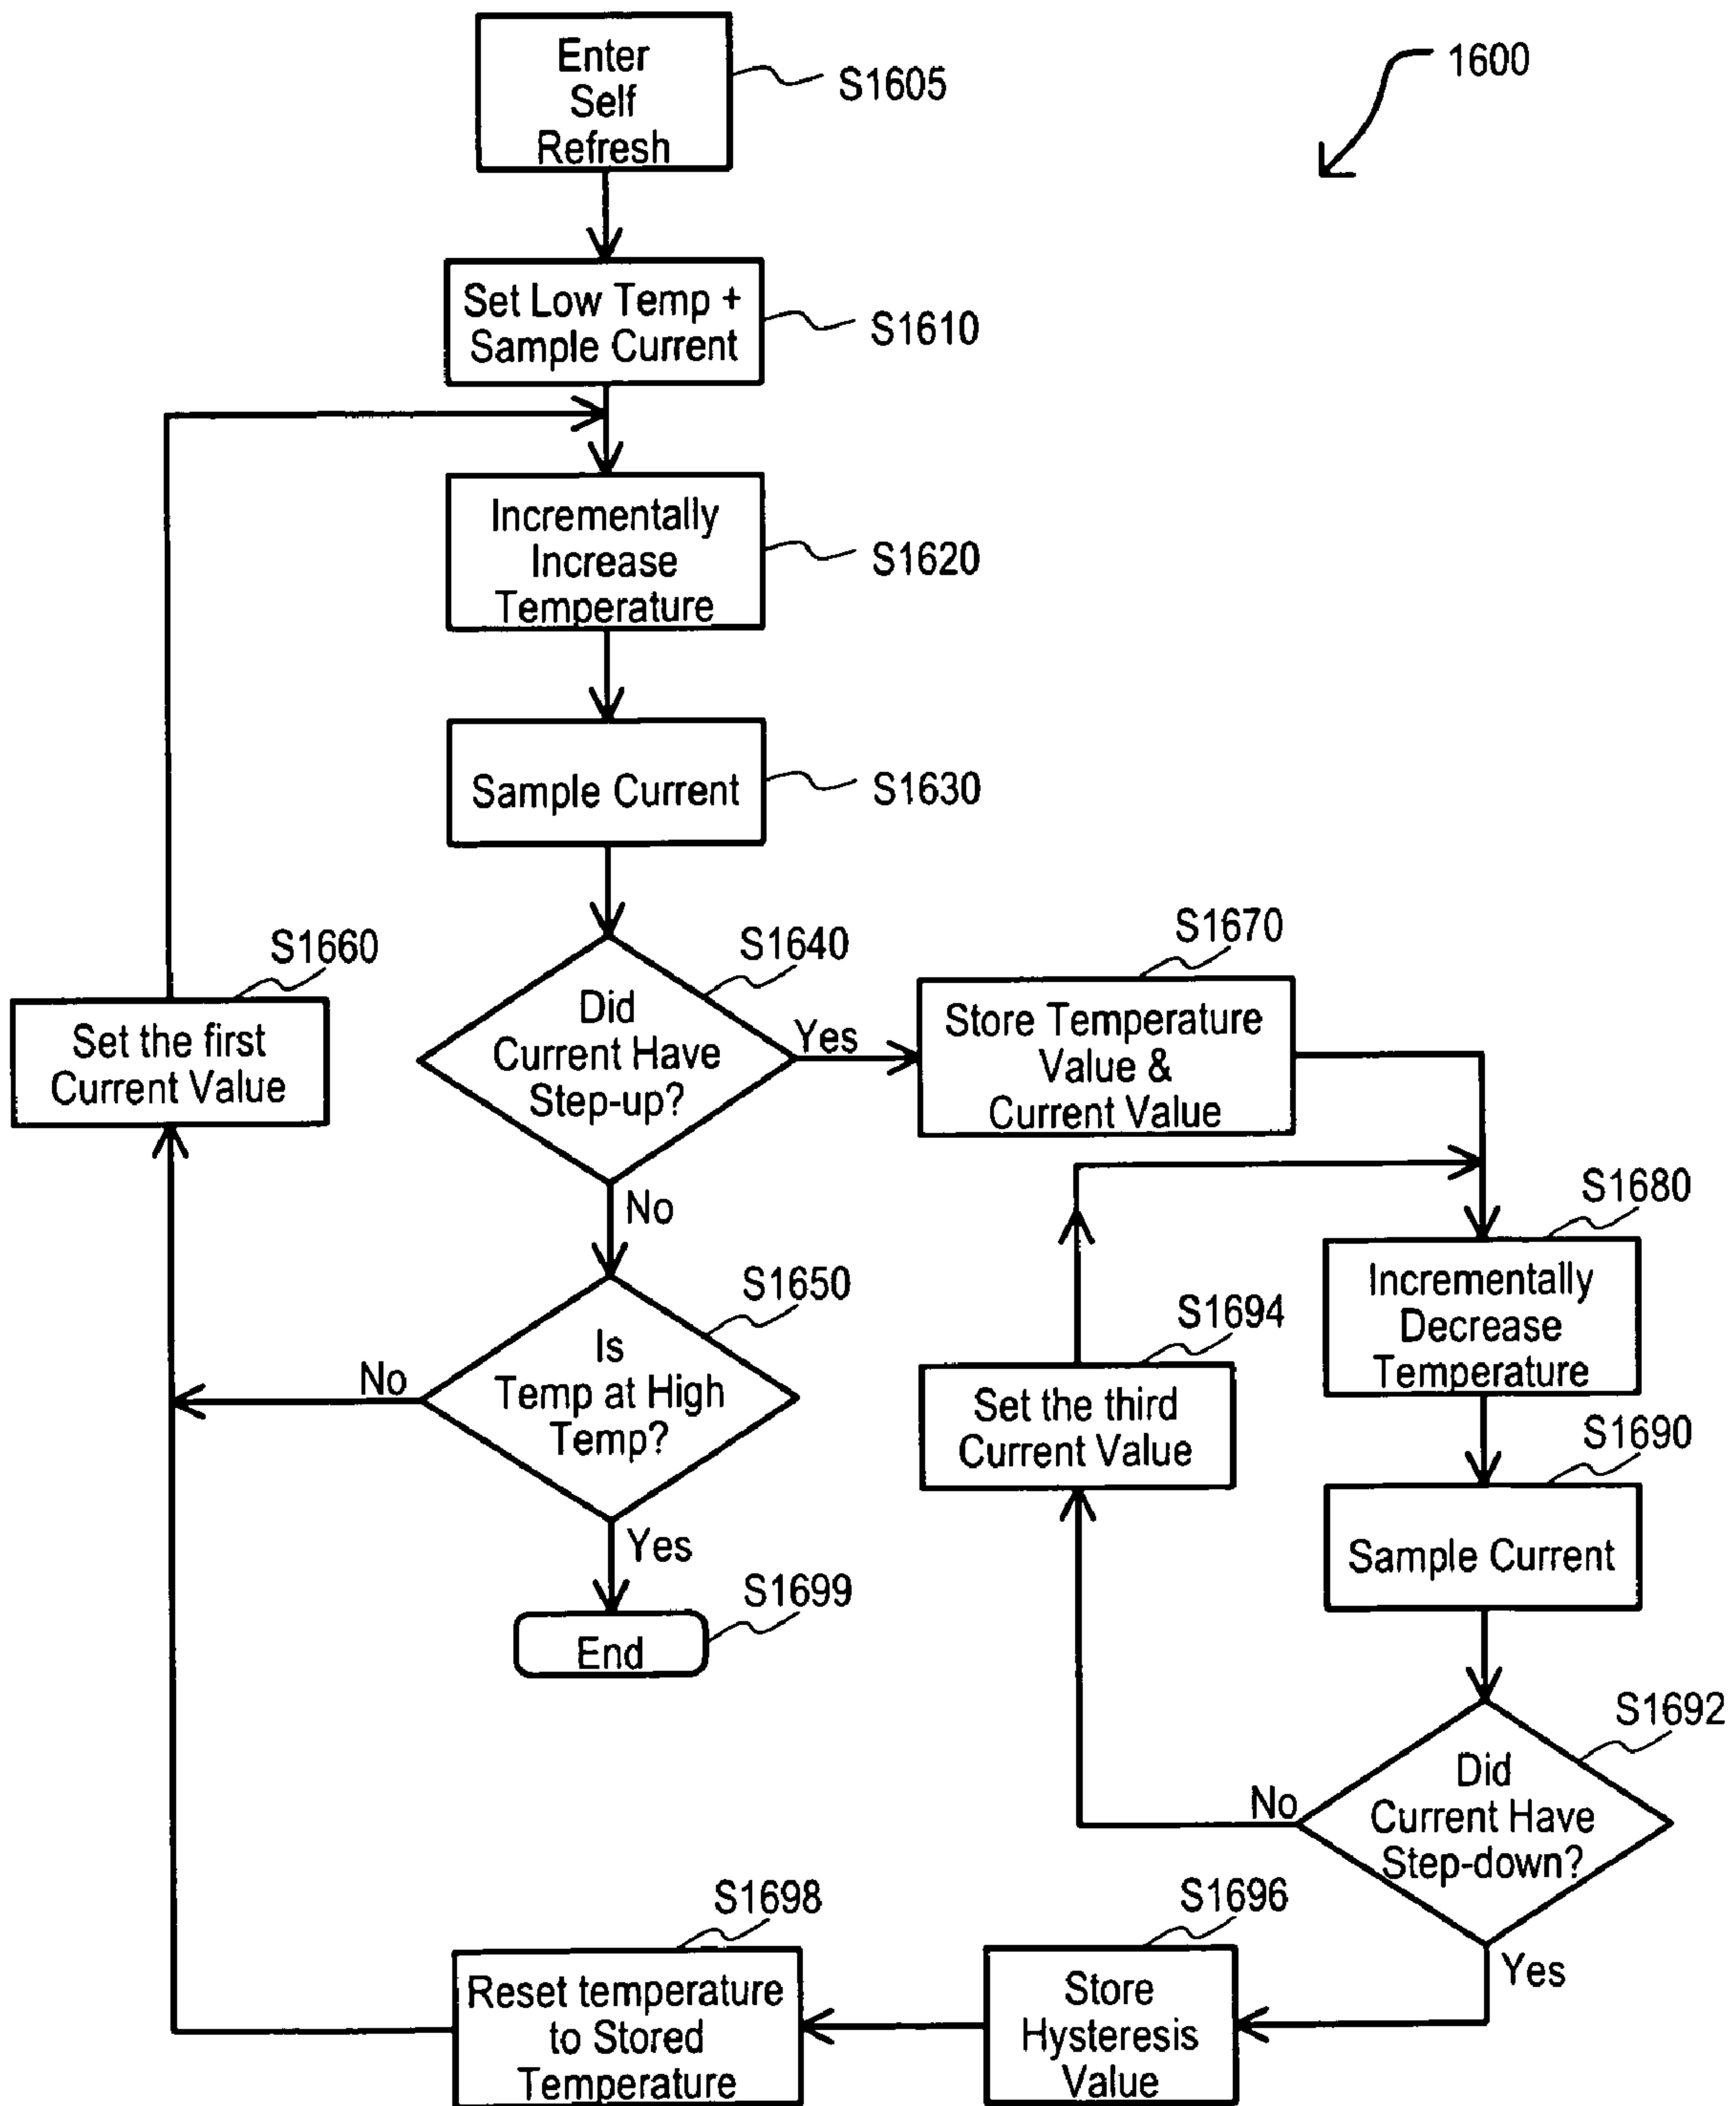 Enter
Self
Refresh
S1605
1600
Set Low Temp +
Sample Current
S1610
Incrementally
Increase
Temperature
S1620
Sample Current
S1630
S1640
Did
Current Have
Step-up?
Yes
No
S1660
Set the first
Current Value
S1670
Store Temperature
Value &
Current Value
S1650
Is
Temp at High
Temp?
No
Yes
S1699
End
S1680
Incrementally
Decrease
Temperature
S1694
Set the third
Current Value
S1690
Sample Current
S1692
Did
Current Have
Step-down?
No
Yes
S1696
Store
Hysteresis
Value
S1698
Reset temperature
to Stored
Temperature